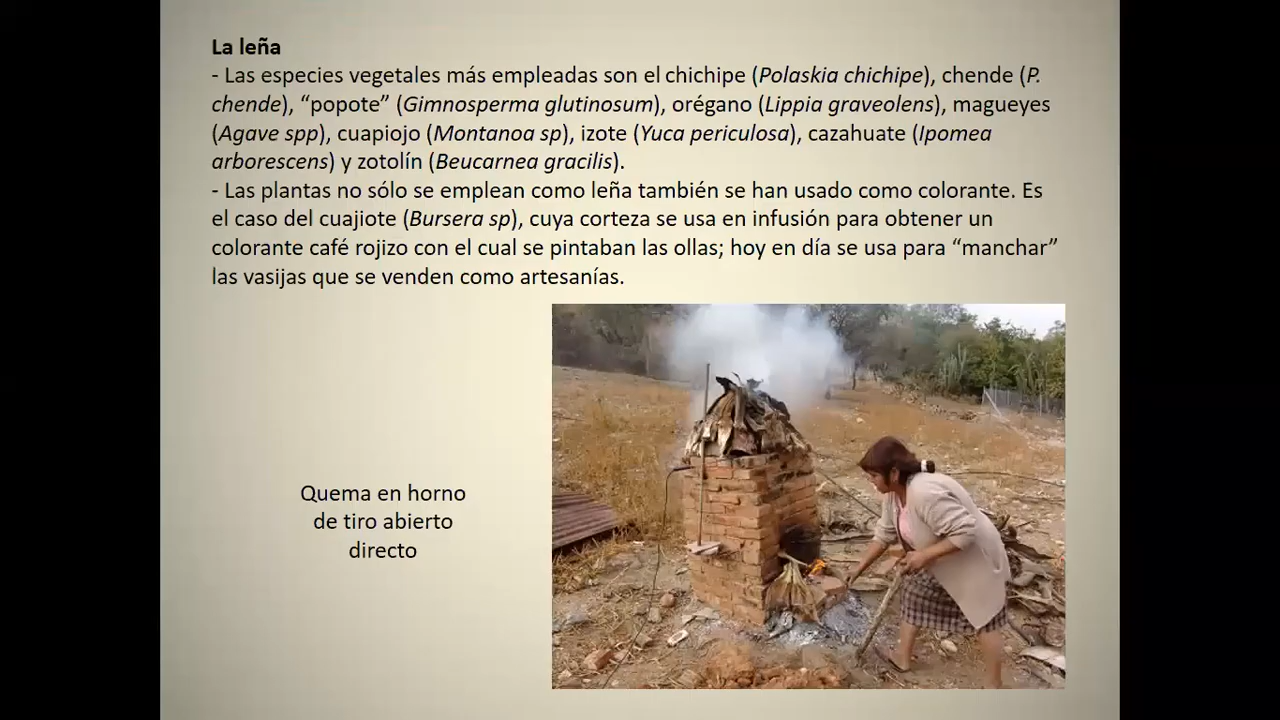 La leña
- Las especies vegetales más empleadas son el chichipe (Polaskia chichipe), chende (P.
chende), “popote” (Gimnosperma glutinosum), orégano (Lippia graveolens), magueyes
(Agave spp), cuapiojo (Montanoa sp), izote (Yuca periculosa), cazahuate (Ipomea
arborescens) y zotolín (Beucarnea gracilis).
- Las plantas no sólo se emplean como leña también se han usado como colorante. Es
el caso del cuajiote (Bursera sp), cuya corteza se usa en infusión para obtener un
colorante café rojizo con el cual se pintaban las ollas; hoy en día se usa para “manchar”
las vasijas que se venden como artesanías.
Quema en horno
de tiro abierto
directo